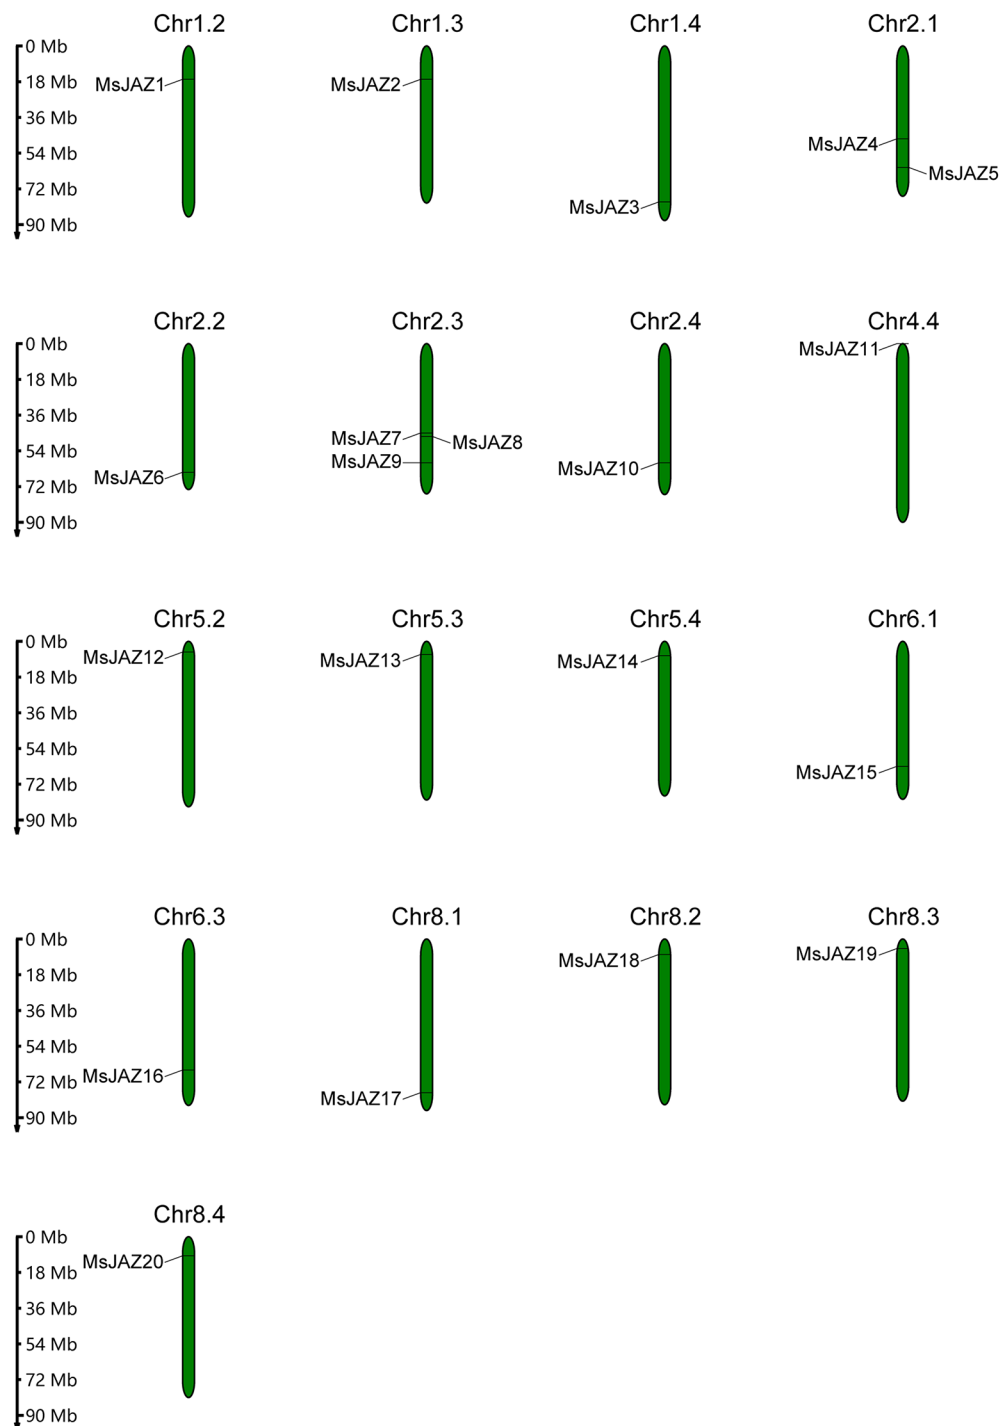 Chr1.2 Chr1.3 Chr1.4 Chr2.1
0 Mb
MsJAZ1 MsJAZ2
18 Mb
36 Mb
MsJAZ4
54 Mb
MsJAZ5
72 Mb
MsJAZ3
90 Mb
Chr2.2 Chr2.3 Chr2.4 Chr4.4
0 Mb
MsJAZ11
18 Mb
36 Mb
MsJAZ7 MsJAZ8
54 Mb
MsJAZ9
MsJAZ10
MsJAZ6
72 Mb
90 Mb
Chr5.2 Chr5.3 Chr5.4 Chr6.1
0 Mb
MsJAZ12 MsJAZ13 MsJAZ14
18 Mb
36 Mb
54 Mb
MsJAZ15
72 Mb
90 Mb
Chr6.3 Chr8.1 Chr8.2 Chr8.3
0 Mb
MsJAZ18 MsJAZ19
18 Mb
36 Mb
54 Mb
MsJAZ16
72 Mb
MsJAZ17
90 Mb
Chr8.4
0 Mb
MsJAZ20
18 Mb
36 Mb
54 Mb
72 Mb
90 Mb